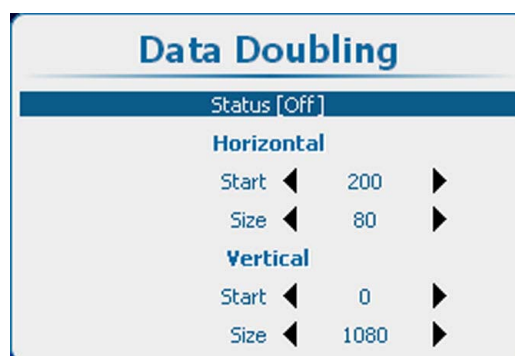 Data Doubling
Status [Off]
Horizontal
Start 200
Size 80
Vertical
Start 0
Size 1080